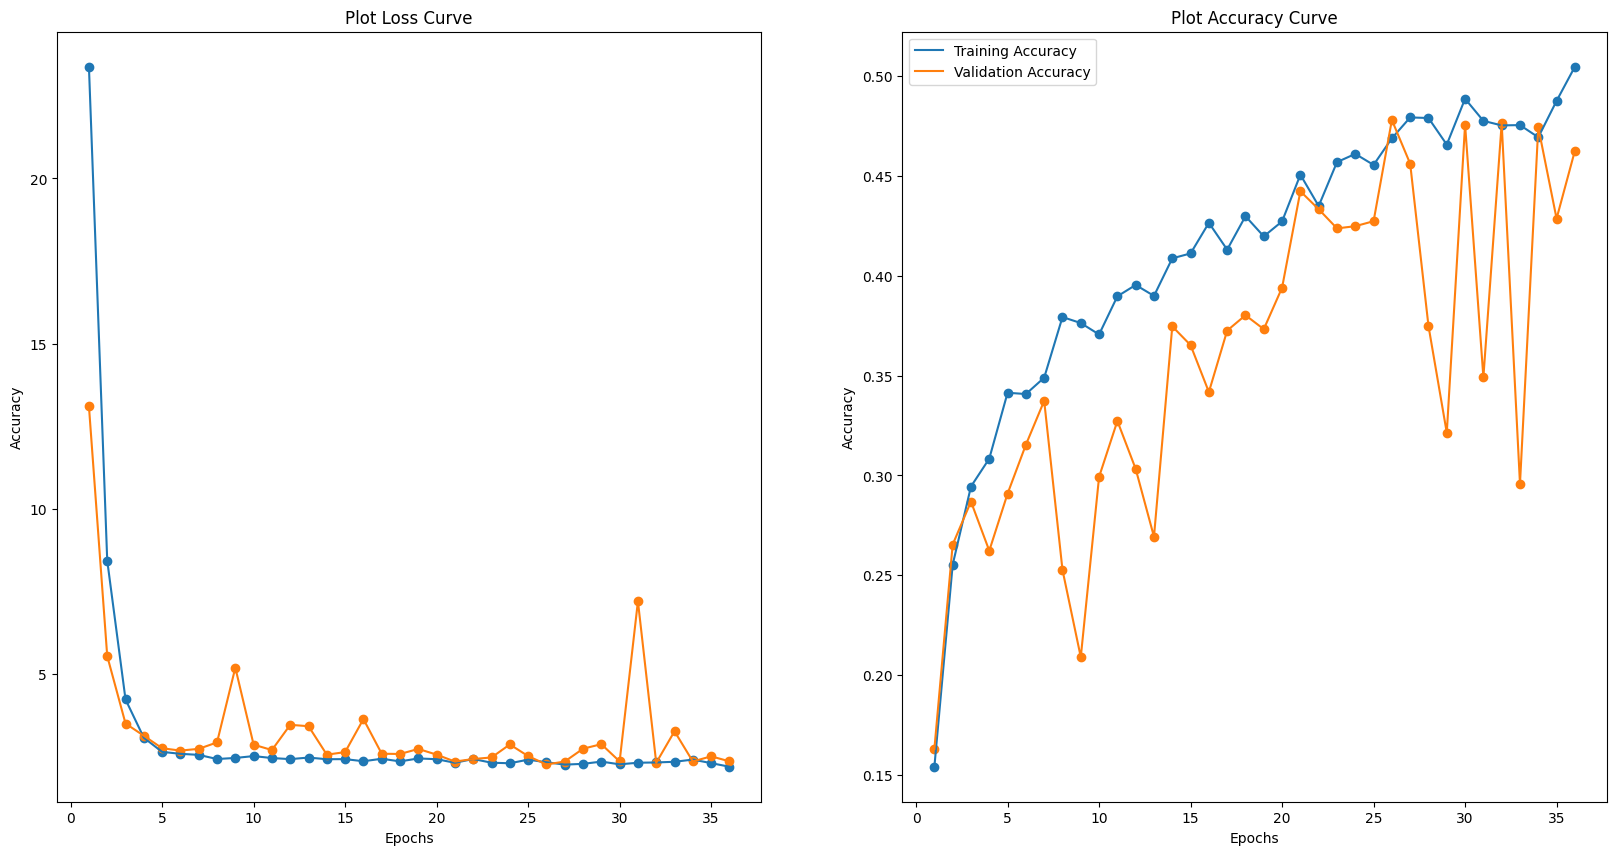 Plot Loss Curve
Accuracy
20
15
10
5
0 5 10 15 20 25 30 35
Epochs
Plot Accuracy Curve
Training Accuracy
Validation Accuracy
Accuracy
0.50
0.45
0.40
0.35
0.30
0.25
0.20
0.15
0 5 10 15 20 25 30 35
Epochs